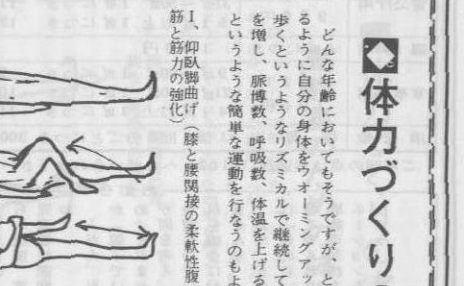 体力づくりの
どんな年齢においてもそうですが、と
るように自分の身体をウオーミングアッ
歩くというようなリズミカルで継続して
を増し、脈博数、呼吸数、体温を上げる
というような簡単な運動を行なうのもよ
I、仰臥脚曲げ（膝と腰関接の柔軟性腹
筋と筋力の強化）